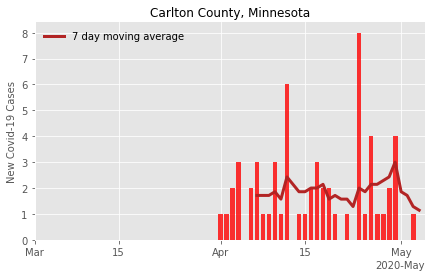 Carlton County, Minnesota
7 day moving average
New Covid-19 Cases
8
7
6
5
4
3
2
1
0
Mar 15 Apr 15 May
2020-May